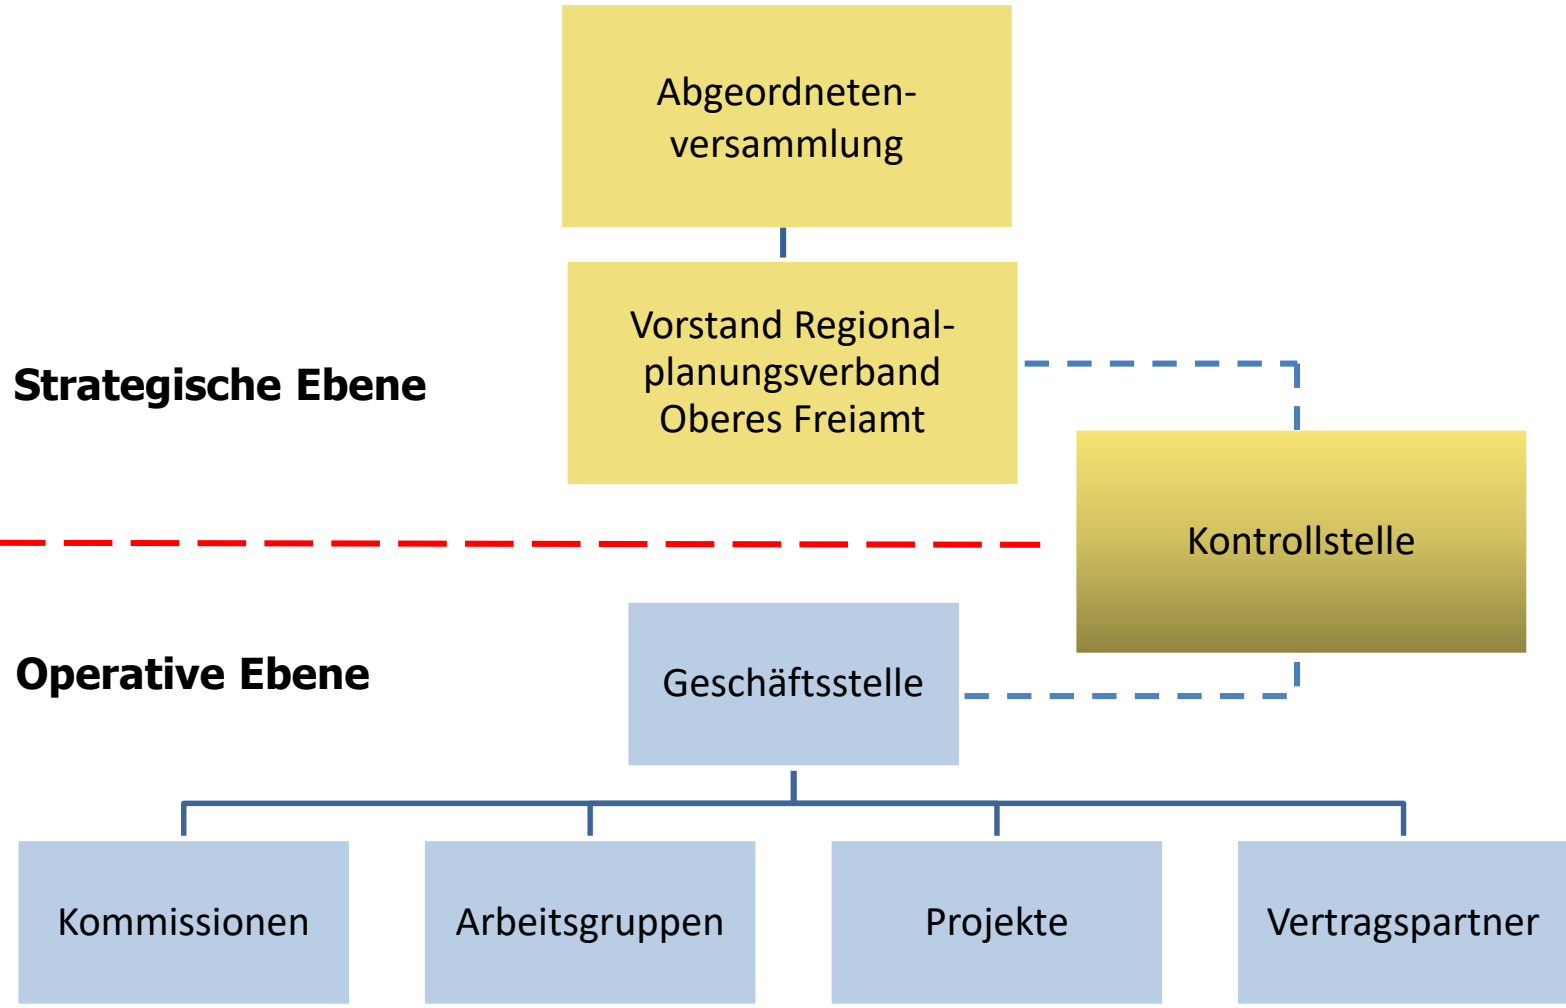 Abgeordneten-
versammlung
Vorstand Regional-
planungsverband
Oberes Freiamt
Strategische Ebene
Kontrollstelle
Operative Ebene
Geschäftsstelle
Kommissionen
Arbeitsgruppen
Projekte
Vertragspartner